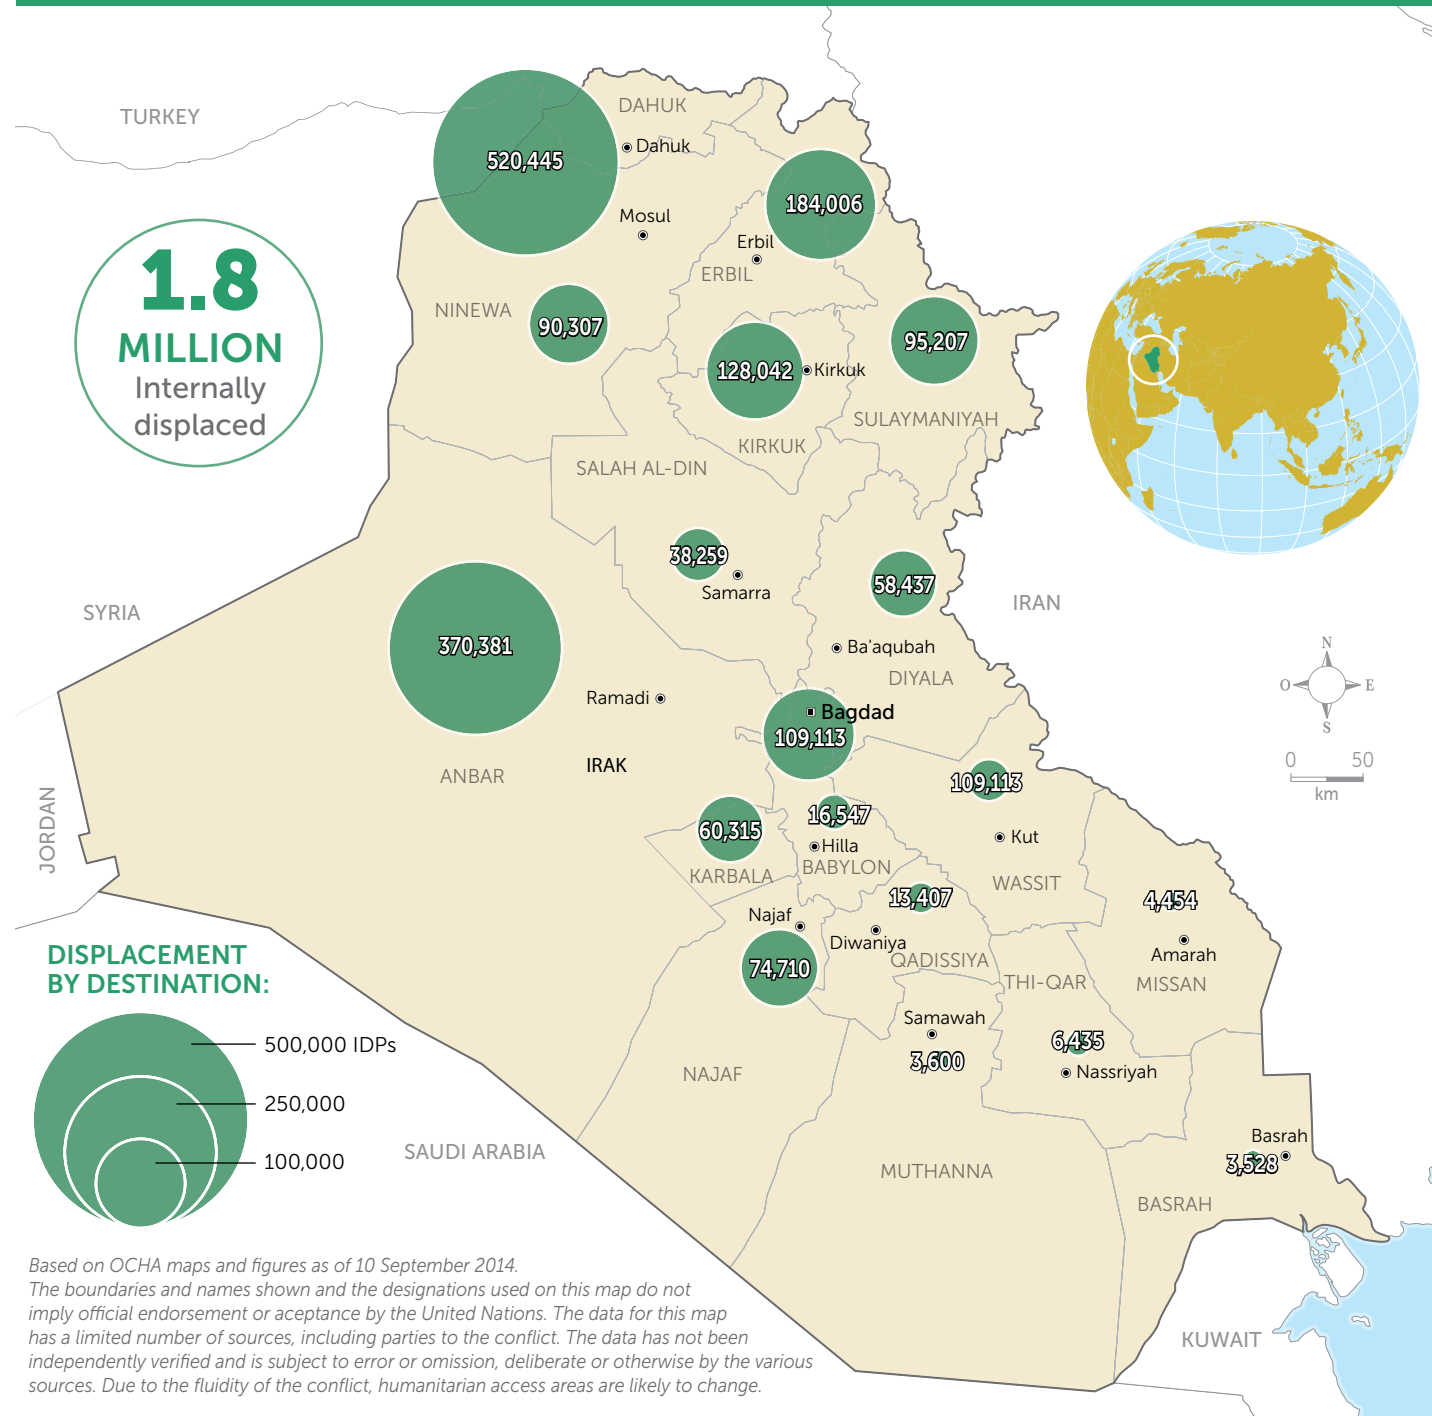 TURKEY
DAHUK
Dahuk
520,445
184,006
Mosul
Erbil
ERBIL
1.8
MILLION
Internally
displaced
NINEWA
90,307
95,207
128,042
Kirkuk
SULAYMANIYAH
KIRKUK
SALAH AL-DIN
38,259
Samarra
58,437
SYRIA
IRAN
370,381
Ba'aqubah
DIYALA
N
O
E
S
Ramadi
Bagdad
109,113
IRAK
ANBAR
0 50
km
109,113
JORDAN
60,315
16,547
Hilla
Kut
KARBALA
BABYLON
WASSIT
13,407
4,454
Najaf
Diwaniya
Amarah
QADISSIYA
74,710
THI-QAR
MISSAN
DISPLACEMENT
BY DESTINATION:
500,000 IDPs
250,000
100,000
Samawah
3,600
6,435
Nassriyah
NAJAF
SAUDI ARABIA
MUTHANNA
Basrah
3,528
BASRAH
KUWAIT
Based on OCHA maps and figures as of 10 September 2014.
The boundaries and names shown and the designations used on this map do not
imply official endorsement or aceptance by the United Nations. The data for this map
has a limited number of sources, including parties to the conflict. The data has not been
independently verified and is subject to error or omission, deliberate or otherwise by the various
sources. Due to the fluidity of the conflict, humanitarian access areas are likely to change.